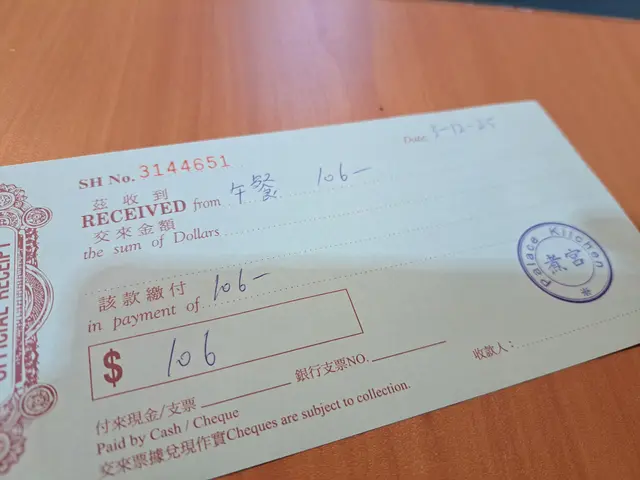 OFFICIAL RECEIPT
SH No. 3144651
Date 3-12-25
茲收到
RECEIVED from 午餐 106-
交來金額
the sum of Dollars
該款繳付
in payment of 106-
$ 106
Palace Kitchen
付來現金/支票
Paid by Cash / Cheque
銀行支票NO.
收款人：
交來票據兌現作實Cheques are subject to collection.